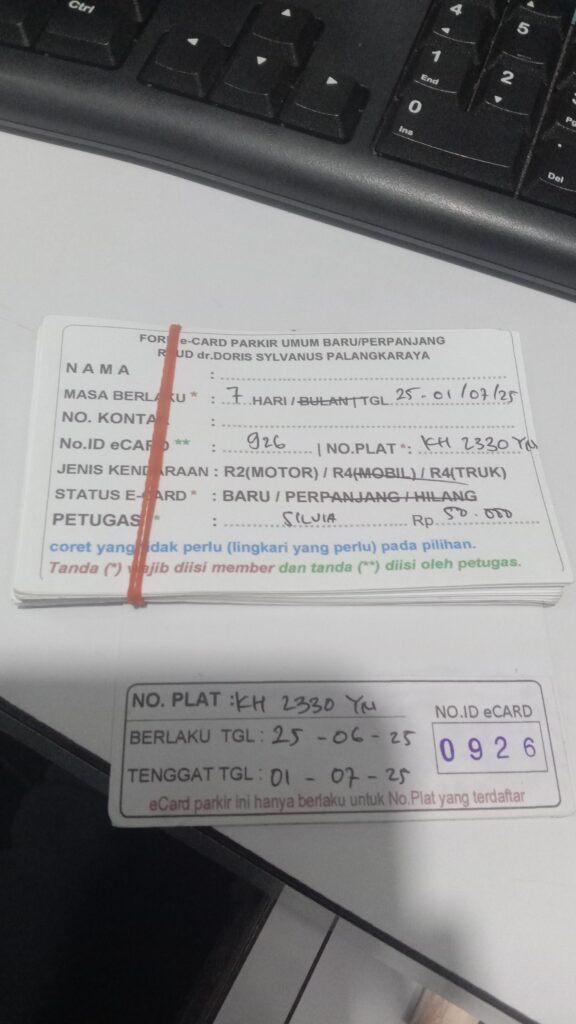 Ctrl
4
5
1
End
2
0
Ins
Del
FORM e-CARD PARKIR UMUM BARU/PERPANJANG
RSUD dr.DORIS SYLVANUS PALANGKARAYA
NAMA :
MASA BERLAKU * : 7 HARI / BULAN | TGL 25-01/07/25
NO. KONTAK :
No.ID eCARD ** : 926 | NO.PLAT *: KH 2330 YN
JENIS KENDARAAN : R2(MOTOR) / R4(MOBIL) / R4(TRUK)
STATUS E-CARD * : BARU / PERPANJANG / HILANG
PETUGAS * : SILVIA Rp 50.000
coret yang tidak perlu (lingkari yang perlu) pada pilihan.
Tanda (*) wajib diisi member dan tanda (**) diisi oleh petugas.
NO. PLAT : KH 2330 YN
NO.ID eCARD
BERLAKU TGL : 25 - 06 - 25
0926
TENGGAT TGL : 01 - 07 - 25
eCard parkir ini hanya berlaku untuk No.Plat yang terdaftar